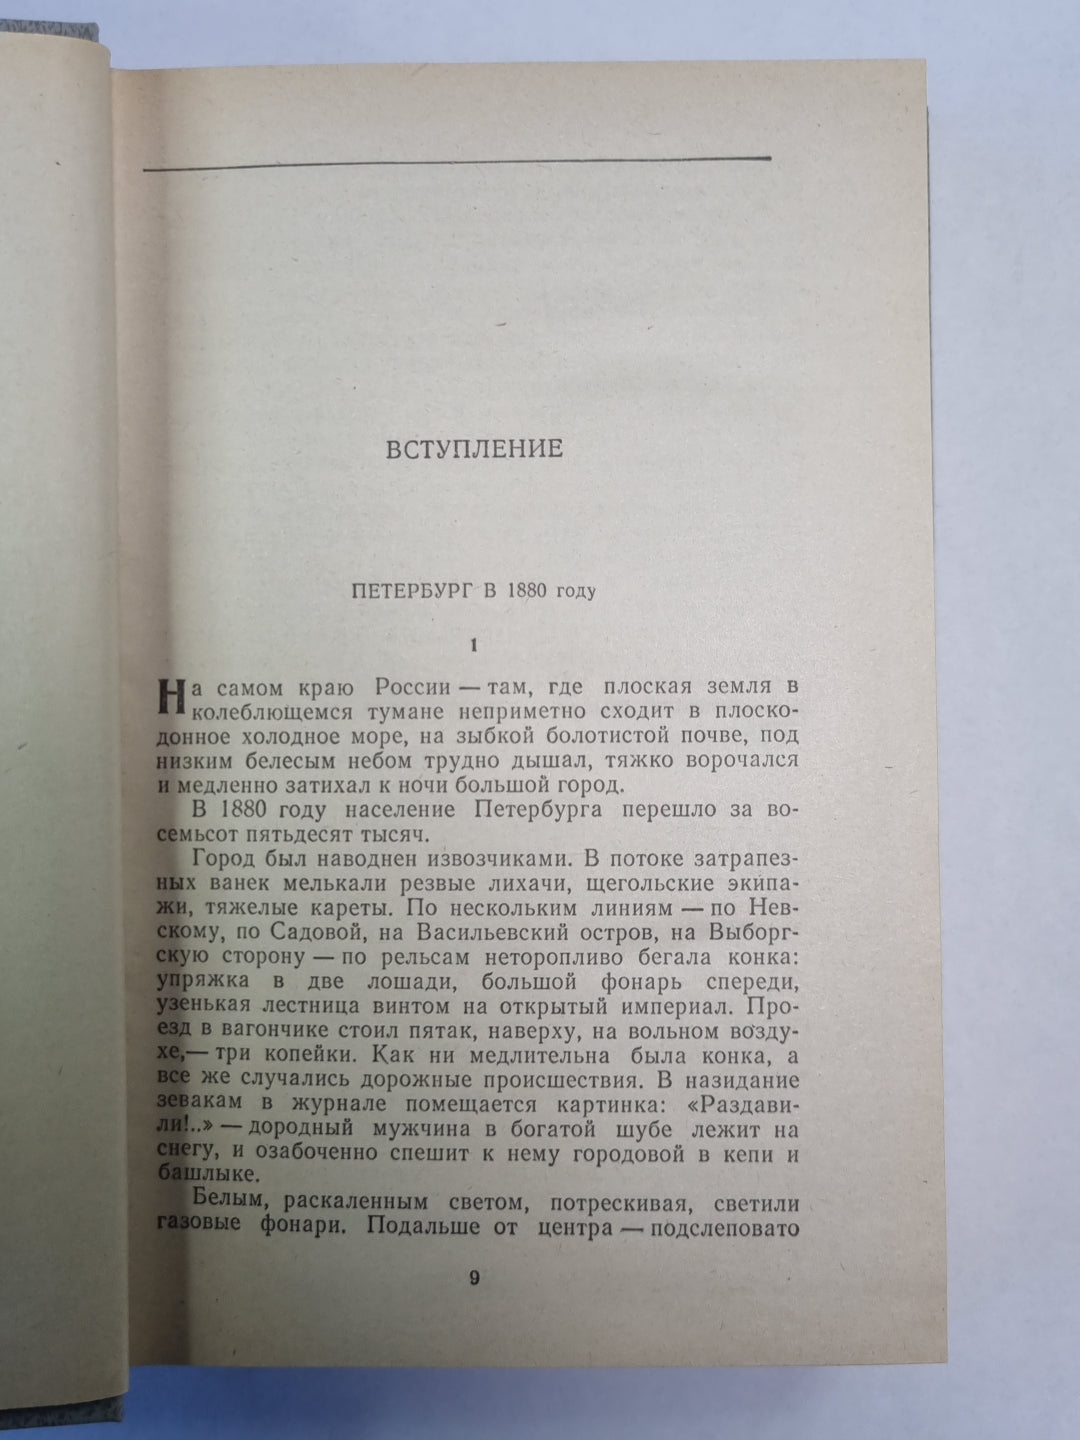 ВСТУПЛЕНИЕ
ПЕТЕРБУРГ В 1880 году
1
На самом краю России — там, где плоская земля в
колеблющемся тумане неприметно сходит в плоско-
донное холодное море, на зыбкой болотистой почве, под
низким белесым небом трудно дышал, тяжко ворочался
и медленно затихал к ночи большой город.
В 1880 году население Петербурга перешло за во-
семьсот пятьдесят тысяч.
Город был наводнен извозчиками. В потоке затрапез-
ных ванек мелькали резвые лихачи, щегольские экипа-
жи, тяжелые кареты. По нескольким линиям — по Нев-
скому, по Садовой, на Васильевский остров, на Выборг-
скую сторону — по рельсам неторопливо бегала конка:
упряжка в две лошади, большой фонарь спереди,
узенькая лестница винтом на открытый империал. Про-
езд в вагончике стоил пятак, наверху, на вольном возду-
хе,— три копейки. Как ни медлительна была конка, а
все же случались дорожные происшествия. В назидание
зевакам в журнале помещается картинка: «Раздави-
ли!..» — дородный мужчина в богатой шубе лежит на
снегу, и озабоченно спешит к нему городовой в кепи и
башлыке.
Белым, раскаленным светом, потрескивая, светили
газовые фонари. Подальше от центра — подслеповато
9